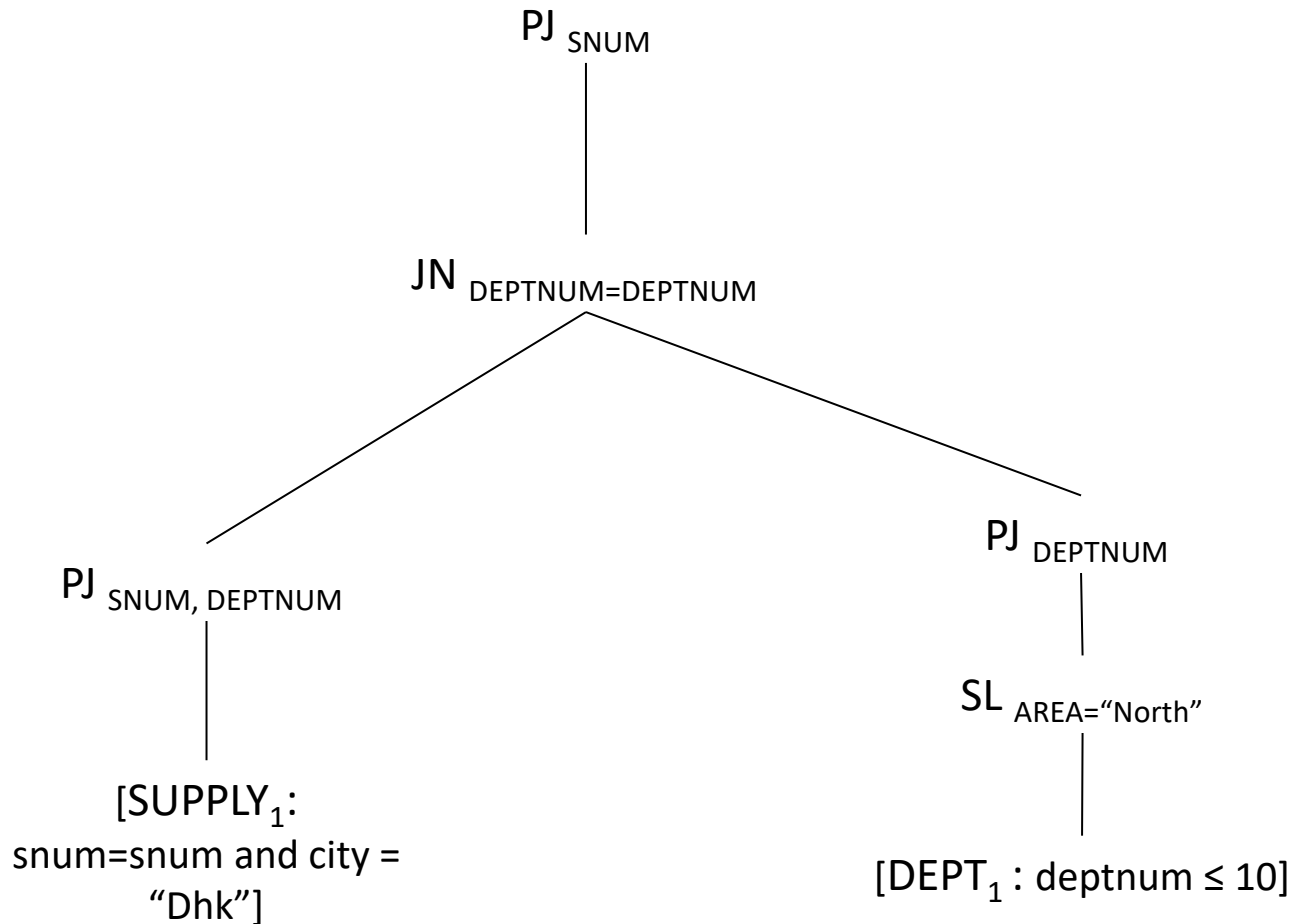 PJ SNUM
JN DEPTNUM=DEPTNUM
PJ DEPTNUM
PJ SNUM, DEPTNUM
SL AREA=“North”
[SUPPLY₁:
snum=snum and city =
“Dhk”]
[DEPT₁ : deptnum ≤ 10]